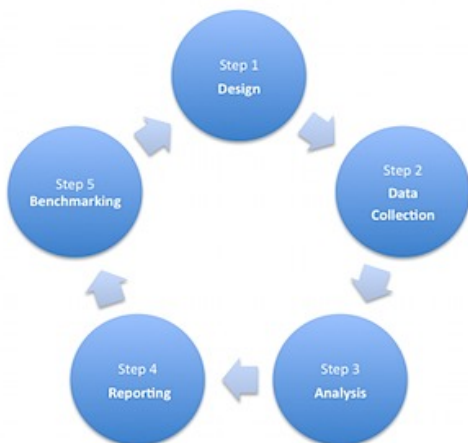 Step 1
Design
Step 2
Data
Collection
Step 3
Analysis
Step 4
Reporting
Step 5
Benchmarking